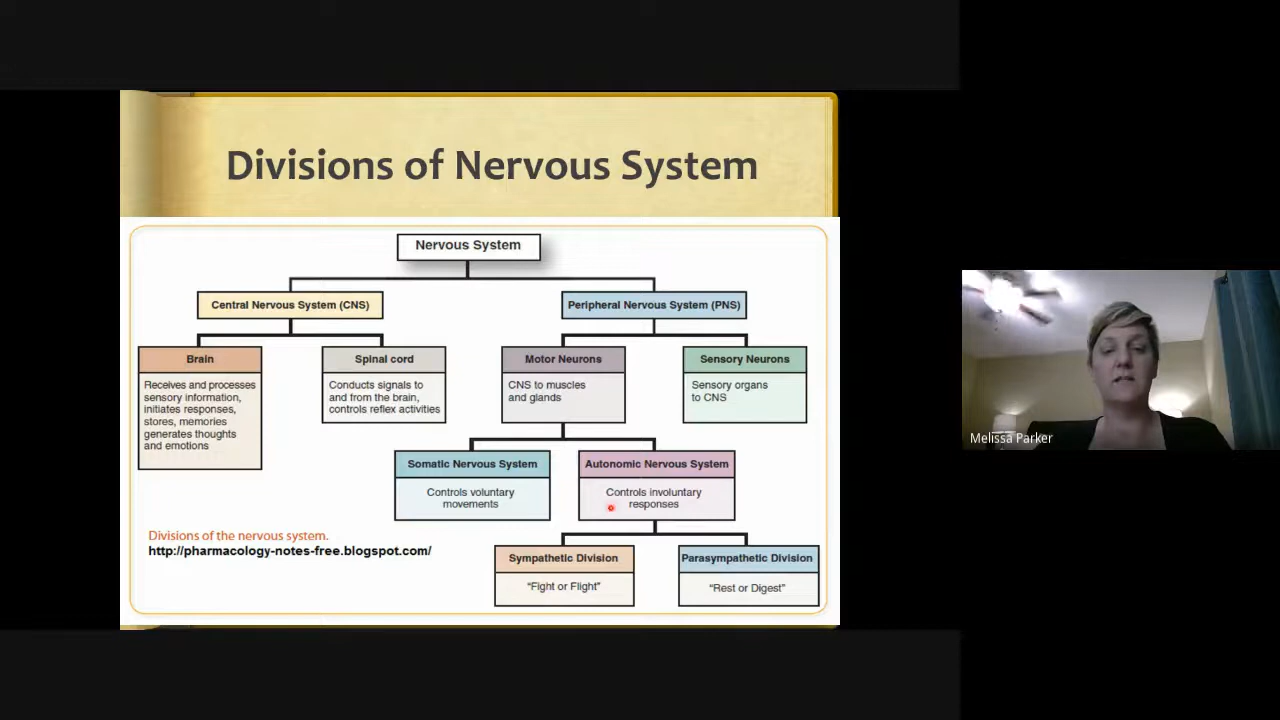 Divisions of Nervous System
Nervous System
Central Nervous System (CNS)
Peripheral Nervous System (PNS)
Brain
Receives and processes
sensory information,
initiates responses,
stores, memories
generates thoughts
and emotions
Spinal cord
Conducts signals to
and from the brain,
controls reflex activities
Motor Neurons
CNS to muscles
and glands
Sensory Neurons
Sensory organs
to CNS
Somatic Nervous System
Controls voluntary
movements
Autonomic Nervous System
Controls involuntary
responses
Sympathetic Division
“Fight or Flight”
Parasympathetic Division
“Rest or Digest”
Divisions of the nervous system.
http://pharmacology-notes-free.blogspot.com/
Melissa Parker